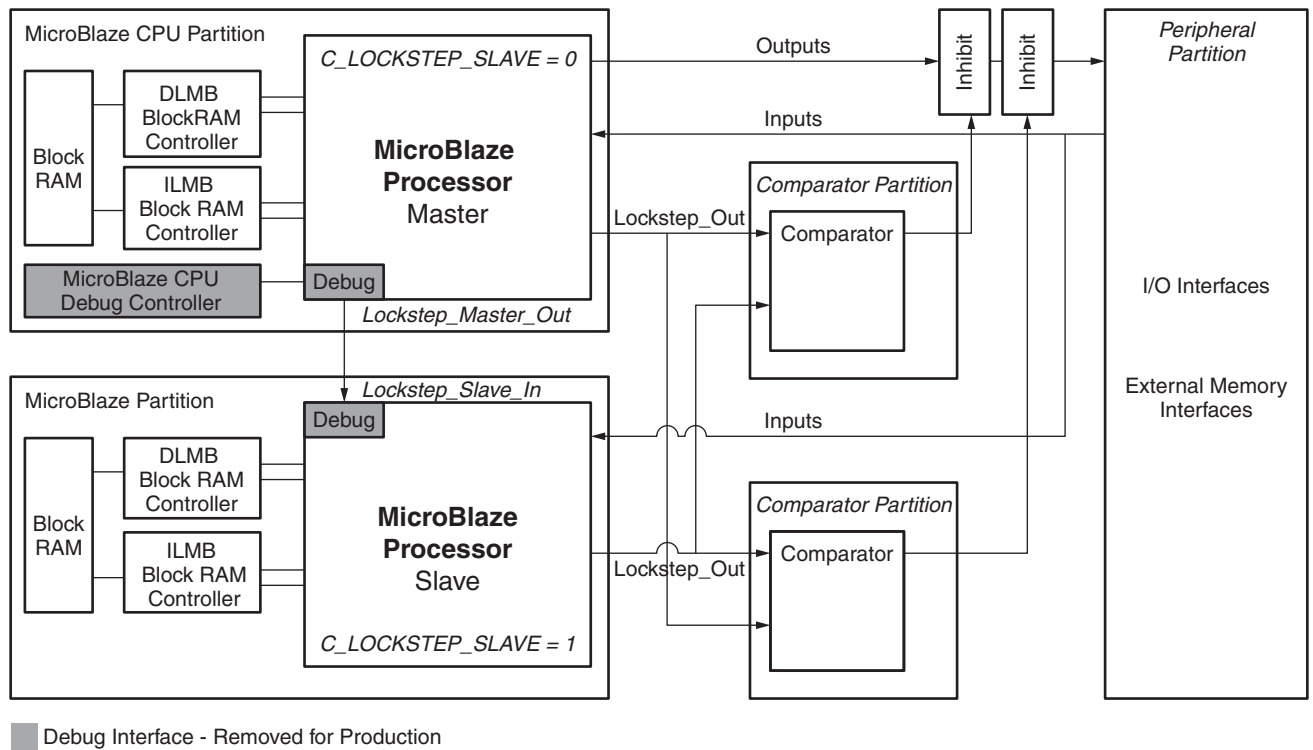 MicroBlaze CPU Partition
C_LOCKSTEP_SLAVE = 0
DLMB
BlockRAM
Controller
Block
RAM
ILMB
Block RAM
Controller
MicroBlaze
Processor
Master
MicroBlaze CPU
Debug Controller
Debug
Lockstep_Master_Out
Outputs
Inputs
Lockstep_Out
Inhibit
Inhibit
Comparator Partition
Comparator
Peripheral
Partition
I/O Interfaces
External Memory
Interfaces
MicroBlaze Partition
Lockstep_Slave_In
Debug
DLMB
Block RAM
Controller
Block
RAM
ILMB
Block RAM
Controller
MicroBlaze
Processor
Slave
C_LOCKSTEP_SLAVE = 1
Inputs
Lockstep_Out
Comparator Partition
Comparator
Debug Interface - Removed for Production